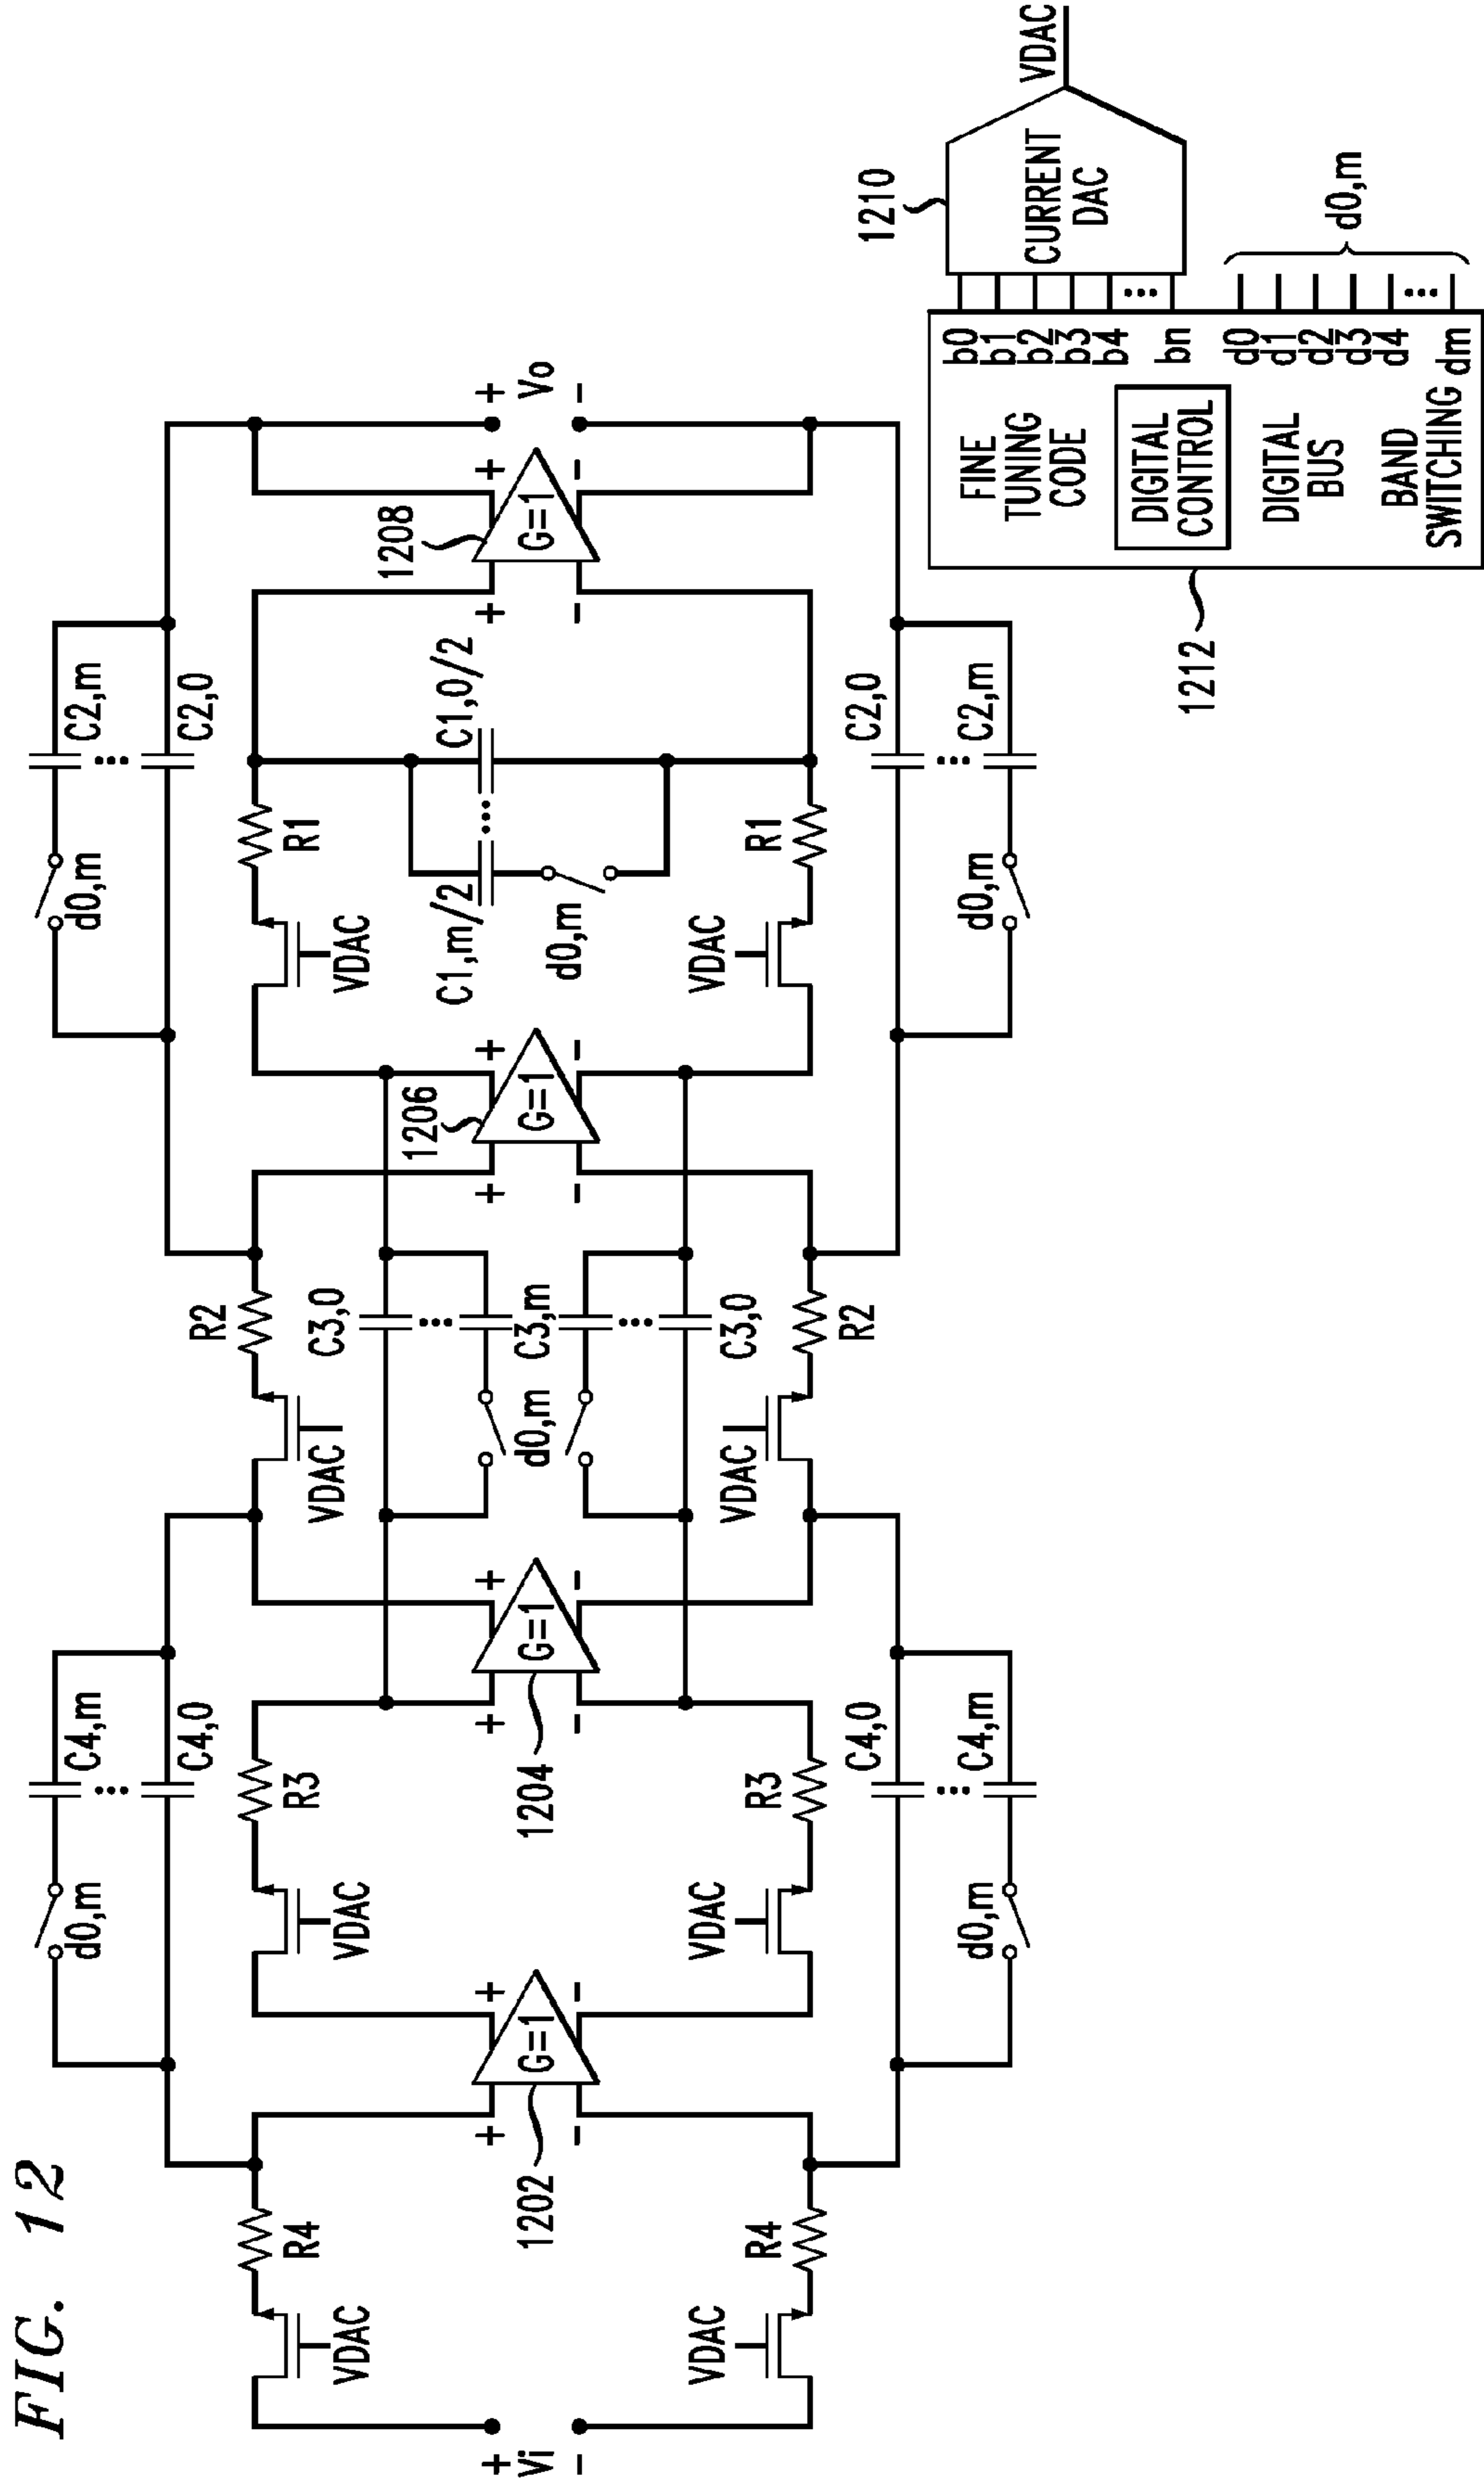 FIG. 12
d0,m
C4,m
C4,0
d0,m
C2,m
C2,0
R4
VDAC
VDAC
R3
R2
VDAC
VDAC
R1
C3,0
C3,m
d0,m
C3,0
C1,m/2
C1,0/2
d0,m
+
Vi
-
1202
+
-
G=1
+
-
1204
+
-
G=1
+
-
1206
+
-
G=1
+
-
1208
+
-
G=1
+
-
+
Vo
-
VDAC
R4
VDAC
R3
VDAC
R2
VDAC
R1
C4,0
d0,m
C4,m
C2,0
d0,m
C2,m
1212
FINE
TUNING
CODE
DIGITAL
CONTROL
DIGITAL
BUS
BAND
SWITCHING
b0
b1
b2
b3
b4
bn
d0
d1
d2
d3
d4
dm
d0,m
1210
CURRENT
DAC
VDAC